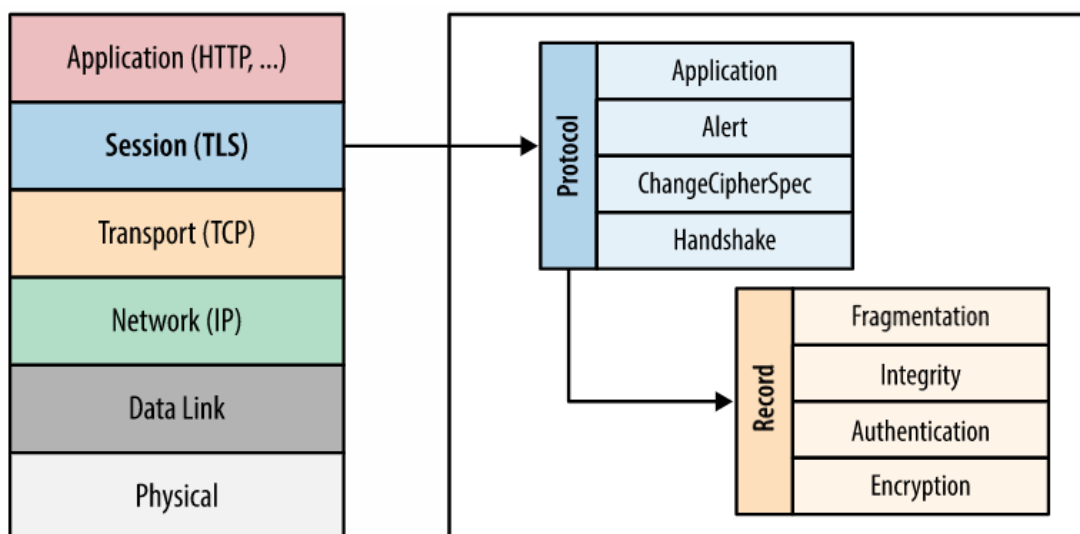 Application (HTTP, ...)
Session (TLS)
Transport (TCP)
Network (IP)
Data Link
Physical
Protocol
Application
Alert
ChangeCipherSpec
Handshake
Record
Fragmentation
Integrity
Authentication
Encryption